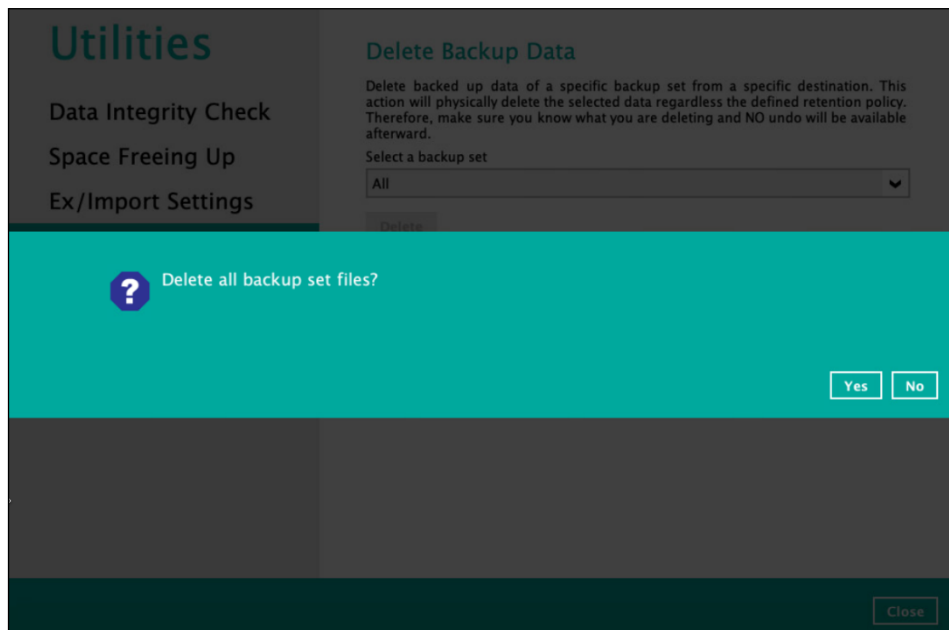 Utilities
Data Integrity Check
Space Freeing Up
Ex/Import Settings
Delete Backup Data
Delete backed up data of a specific backup set from a specific destination. This
action will physically delete the selected data regardless the defined retention policy.
Therefore, make sure you know what you are deleting and NO undo will be available
afterward.
Select a backup set
All
Delete
?
Delete all backup set files?
Yes
No
Close